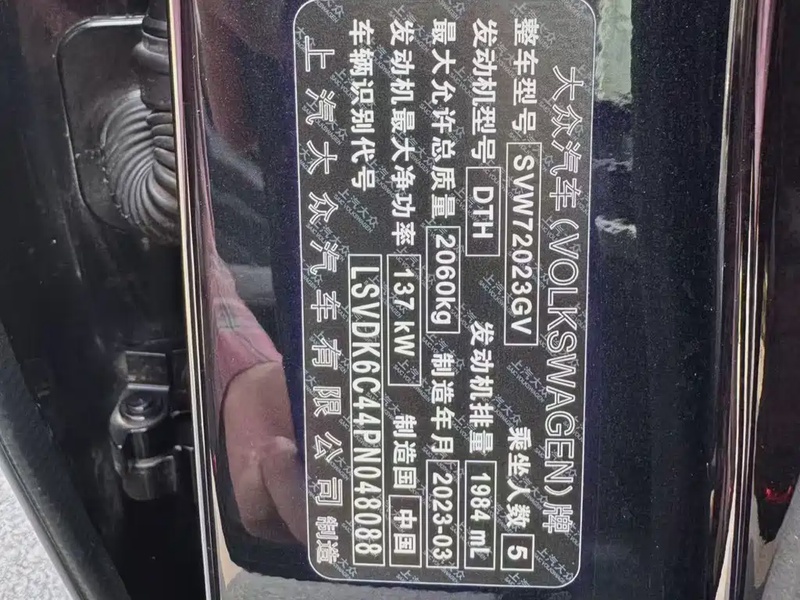 大众汽车(VOLKSWAGEN)牌
整车型号 SVW72023GV 乘坐人数 5
发动机型号 DTH 发动机排量 1984 mL
最大允许总质量 2060kg 制造年月 2023-03
发动机最大净功率 137 kW 制造国 中国
车辆识别代号 LSVDK6C44PN048088
上汽大众汽车有限公司 制造